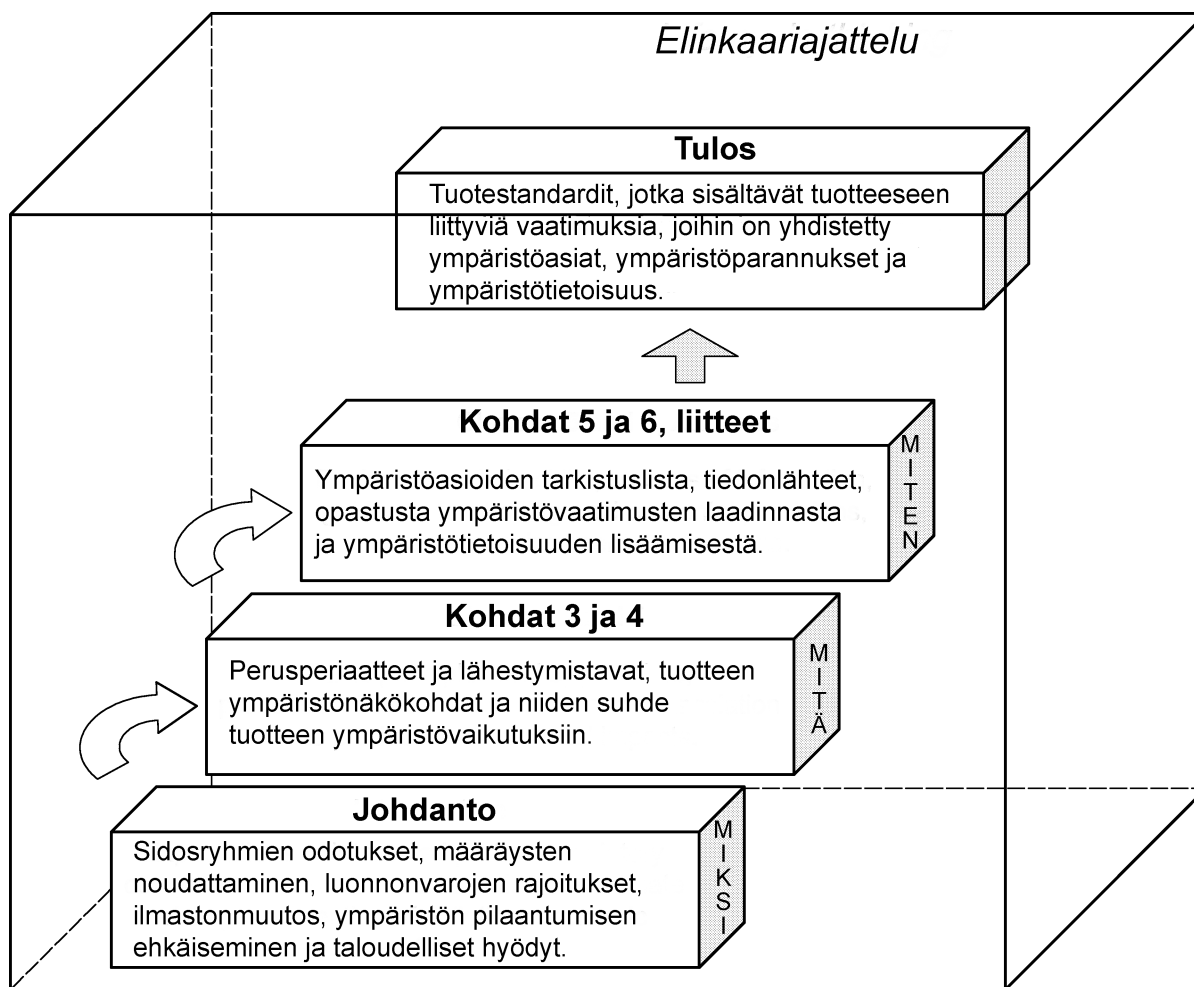 Elinkaariajattelu
Tulos
Tuotestandardit, jotka sisältävät tuotteeseen
liittyviä vaatimuksia, joihin on yhdistetty
ympäristöasiat, ympäristöparannukset ja
ympäristötietoisuus.
Kohdat 5 ja 6, liitteet
Ympäristöasioiden tarkistuslista, tiedonlähteet,
opastusta ympäristövaatimusten laadinnasta
ja ympäristötietoisuuden lisäämisestä.
MITEN
Kohdat 3 ja 4
Perusperiaatteet ja lähestymistavat, tuotteen
ympäristönäkökohdat ja niiden suhde
tuotteen ympäristövaikutuksiin.
MITÄ
Johdanto
Sidosryhmien odotukset, määräysten
noudattaminen, luonnonvarojen rajoitukset,
ilmastonmuutos, ympäristön pilaantumisen
ehkäiseminen ja taloudelliset hyödyt.
MIKSI